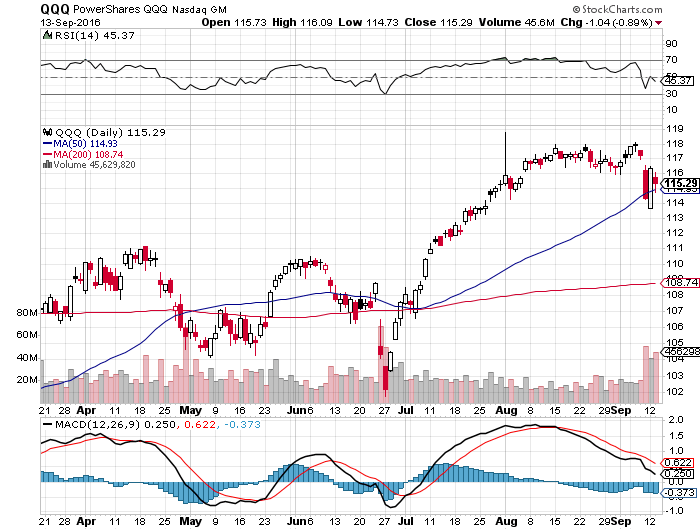 QQQ PowerShares QQQ Nasdaq GM © StockCharts.com
13-Sep-2016 Open 115.73 High 116.09 Low 114.73 Close 115.29 Volume 45.6M Chg -1.04 (-0.89%)
RSI(14) 45.37
90
70
50
45.37
30
10
QQQ (Daily) 115.29
MA(50) 114.93
MA(200) 108.74
Volume 45,629,820
119
118
117
116
115.29
114
113
112
111
110
109
108.74
108
107
106
105
104
103
102
80M
60M
40M
20M
21 28 Apr 11 18 25 May 9 16 23 Jun 6 13 20 27 Jul 11 18 25 Aug 8 15 22 29 Sep 12
MACD(12,26,9) 0.250, 0.622, -0.373
1.5
1.0
0.622
0.250
0.0
-0.373
-1.0
21 28 Apr 11 18 25 May 9 16 23 Jun 6 13 20 27 Jul 11 18 25 Aug 8 15 22 29 Sep 12